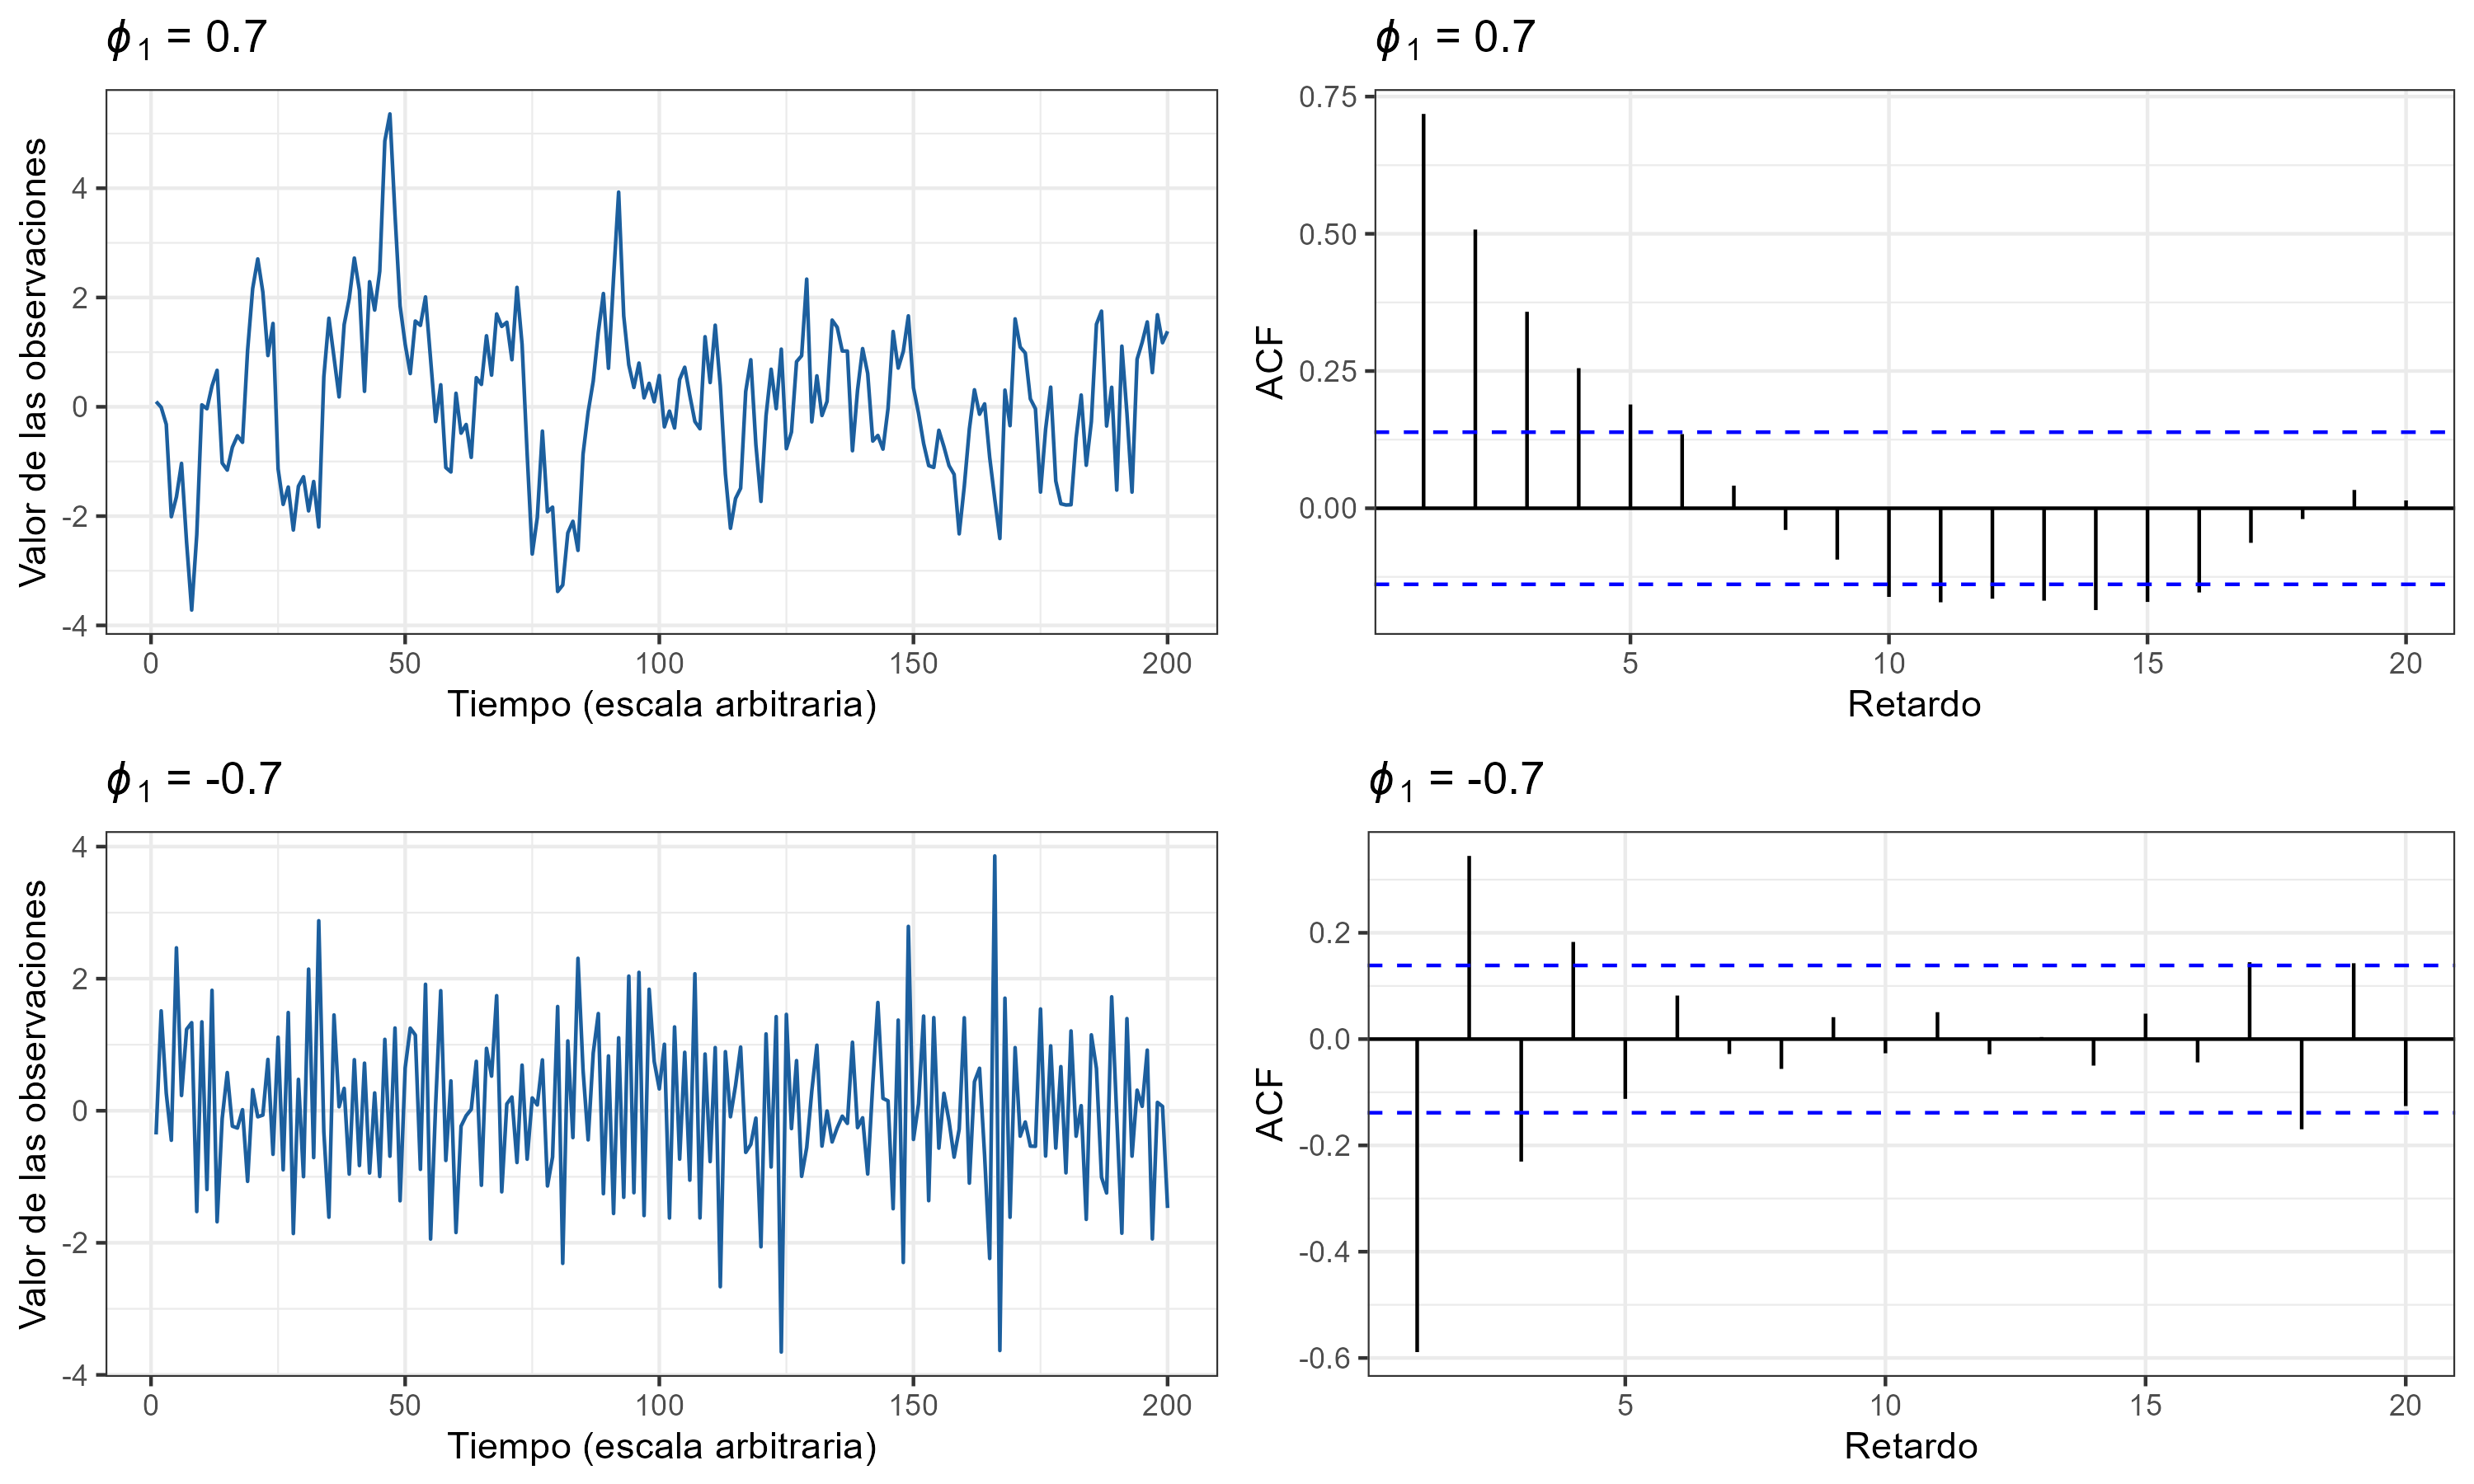 ϕ1 = 0.7
Valor de las observaciones
4
2
0
-2
-4
0 50 100 150 200
Tiempo (escala arbitraria)
ϕ1 = 0.7
ACF
0.75
0.50
0.25
0.00
5 10 15 20
Retardo
ϕ1 = -0.7
Valor de las observaciones
4
2
0
-2
-4
0 50 100 150 200
Tiempo (escala arbitraria)
ϕ1 = -0.7
ACF
0.2
0.0
-0.2
-0.4
-0.6
5 10 15 20
Retardo